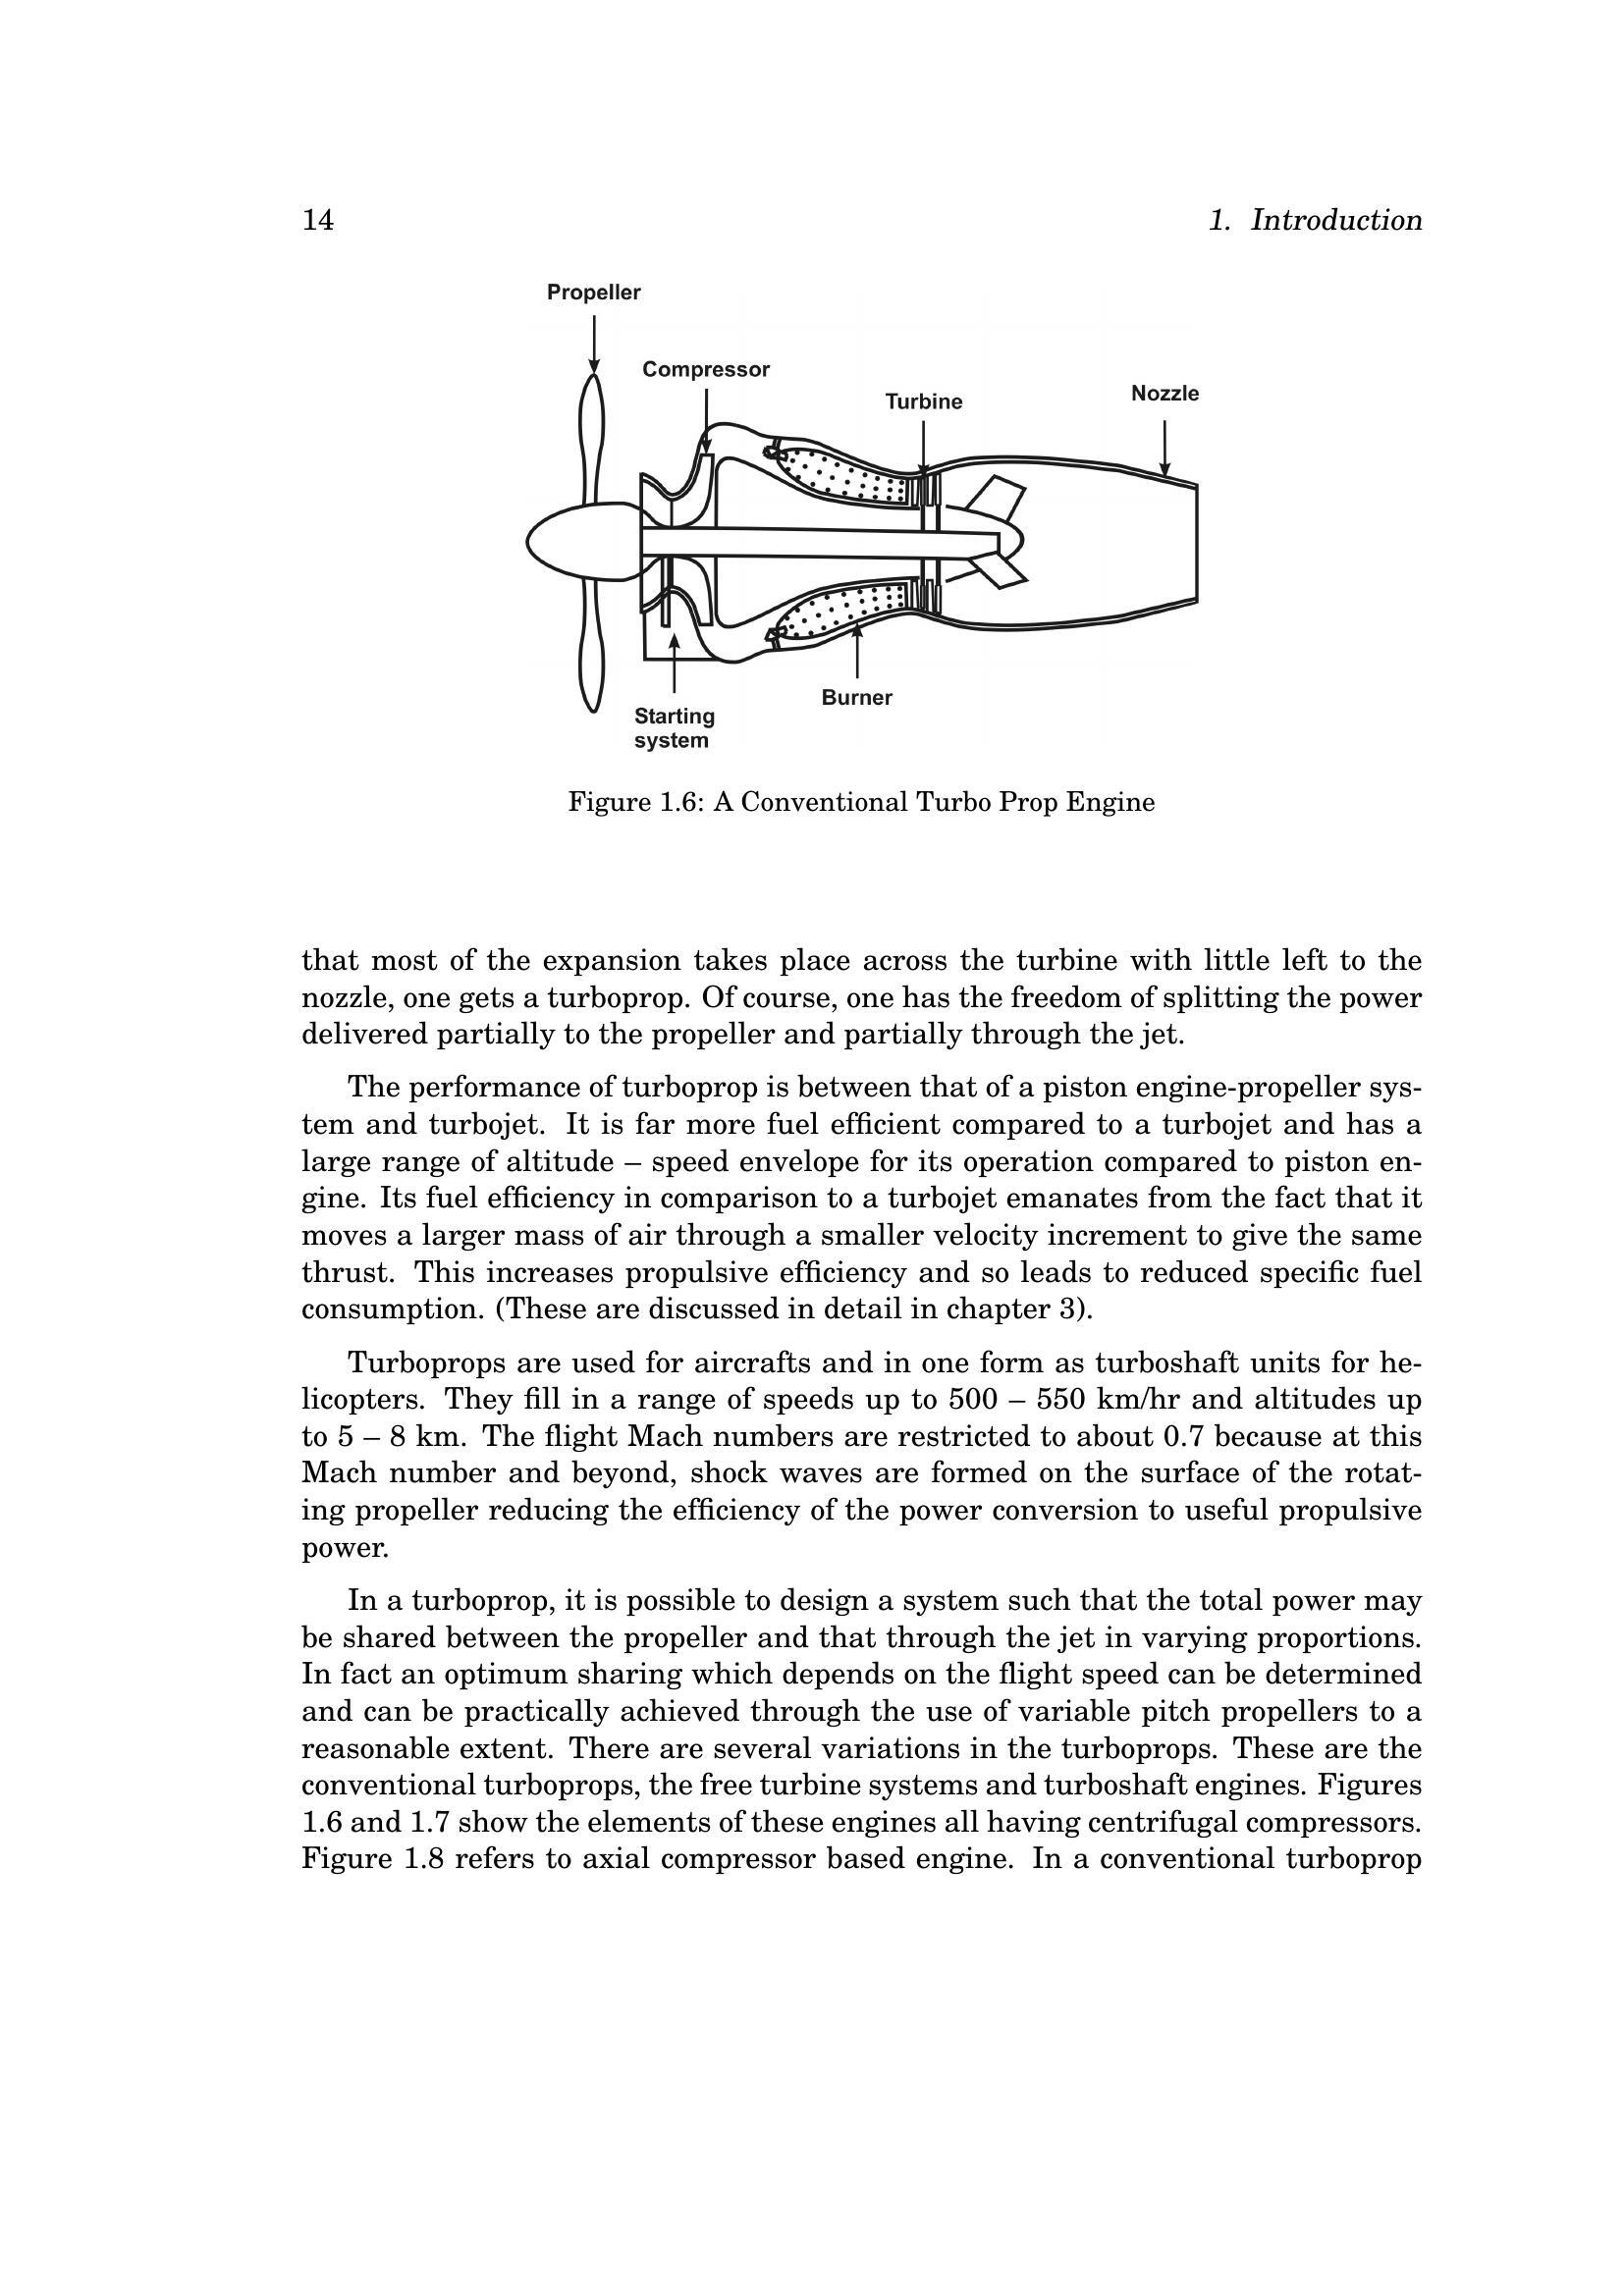 14
1. Introduction
Propeller
Compressor
Turbine
Nozzle
Burner
Starting
system
Figure 1.6: A Conventional Turbo Prop Engine
that most of the expansion takes place across the turbine with little left to the
nozzle, one gets a turboprop. Of course, one has the freedom of splitting the power
delivered partially to the propeller and partially through the jet.
The performance of turboprop is between that of a piston engine-propeller sys-
tem and turbojet. It is far more fuel efficient compared to a turbojet and has a
large range of altitude – speed envelope for its operation compared to piston en-
gine. Its fuel efficiency in comparison to a turbojet emanates from the fact that it
moves a larger mass of air through a smaller velocity increment to give the same
thrust. This increases propulsive efficiency and so leads to reduced specific fuel
consumption. (These are discussed in detail in chapter 3).
Turboprops are used for aircrafts and in one form as turboshaft units for he-
licopters. They fill in a range of speeds up to 500 – 550 km/hr and altitudes up
to 5 – 8 km. The flight Mach numbers are restricted to about 0.7 because at this
Mach number and beyond, shock waves are formed on the surface of the rotat-
ing propeller reducing the efficiency of the power conversion to useful propulsive
power.
In a turboprop, it is possible to design a system such that the total power may
be shared between the propeller and that through the jet in varying proportions.
In fact an optimum sharing which depends on the flight speed can be determined
and can be practically achieved through the use of variable pitch propellers to a
reasonable extent. There are several variations in the turboprops. These are the
conventional turboprops, the free turbine systems and turboshaft engines. Figures
1.6 and 1.7 show the elements of these engines all having centrifugal compressors.
Figure 1.8 refers to axial compressor based engine. In a conventional turboprop